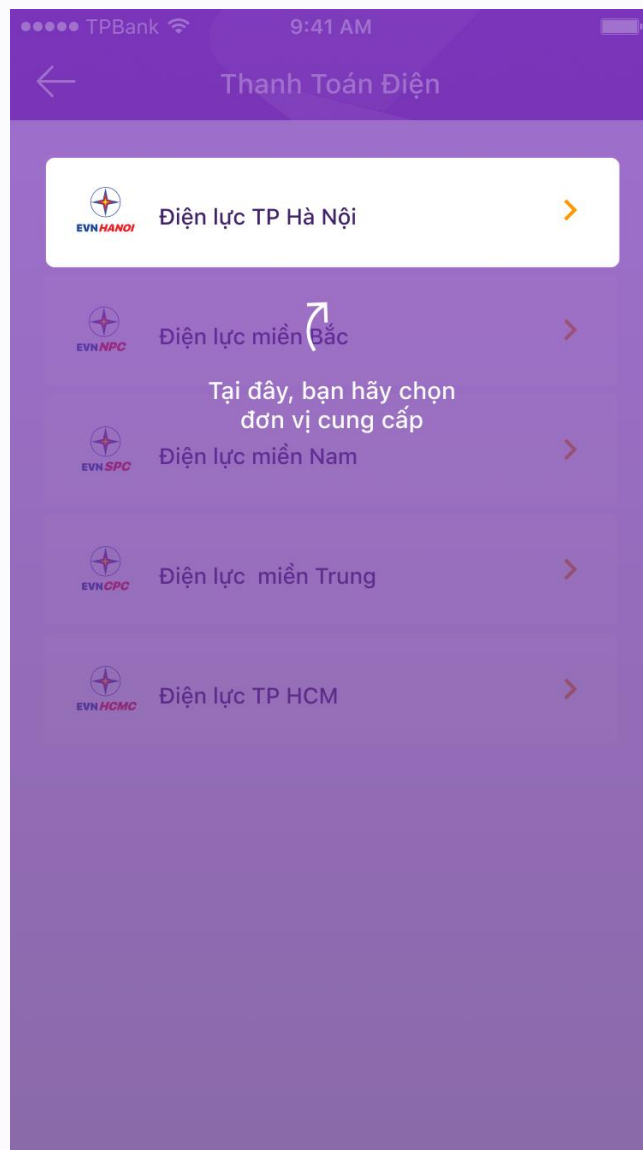 TPBank 9:41 AM
Thanh Toán Điện
EVNHANOI Điện lực TP Hà Nội
EVNNPC Điện lực miền Bắc
Tại đây, bạn hãy chọn
đơn vị cung cấp
EVNSPC Điện lực miền Nam
EVNCPC Điện lực miền Trung
EVNHCMC Điện lực TP HCM